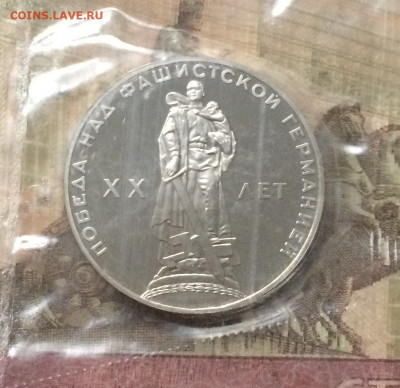 COINS.LAVE.RU
ПОБЕДА НАД ФАШИСТСКОЙ ГЕРМАНИЕЙ
XX ЛЕТ